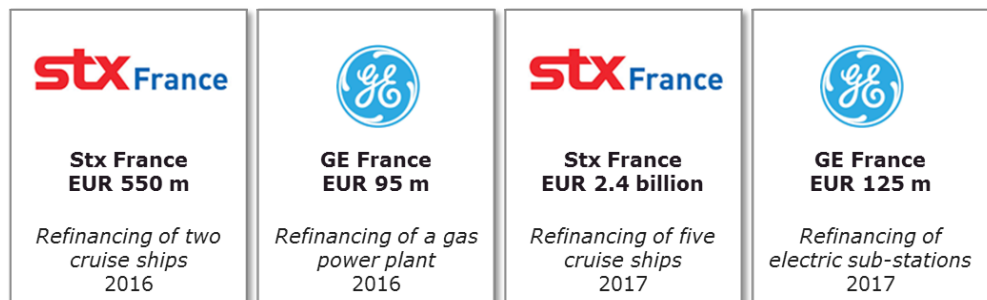 stx France
Stx France
EUR 550 m
Refinancing of two
cruise ships
2016
GE
GE France
EUR 95 m
Refinancing of a gas
power plant
2016
stx France
Stx France
EUR 2.4 billion
Refinancing of five
cruise ships
2017
GE
GE France
EUR 125 m
Refinancing of
electric sub-stations
2017